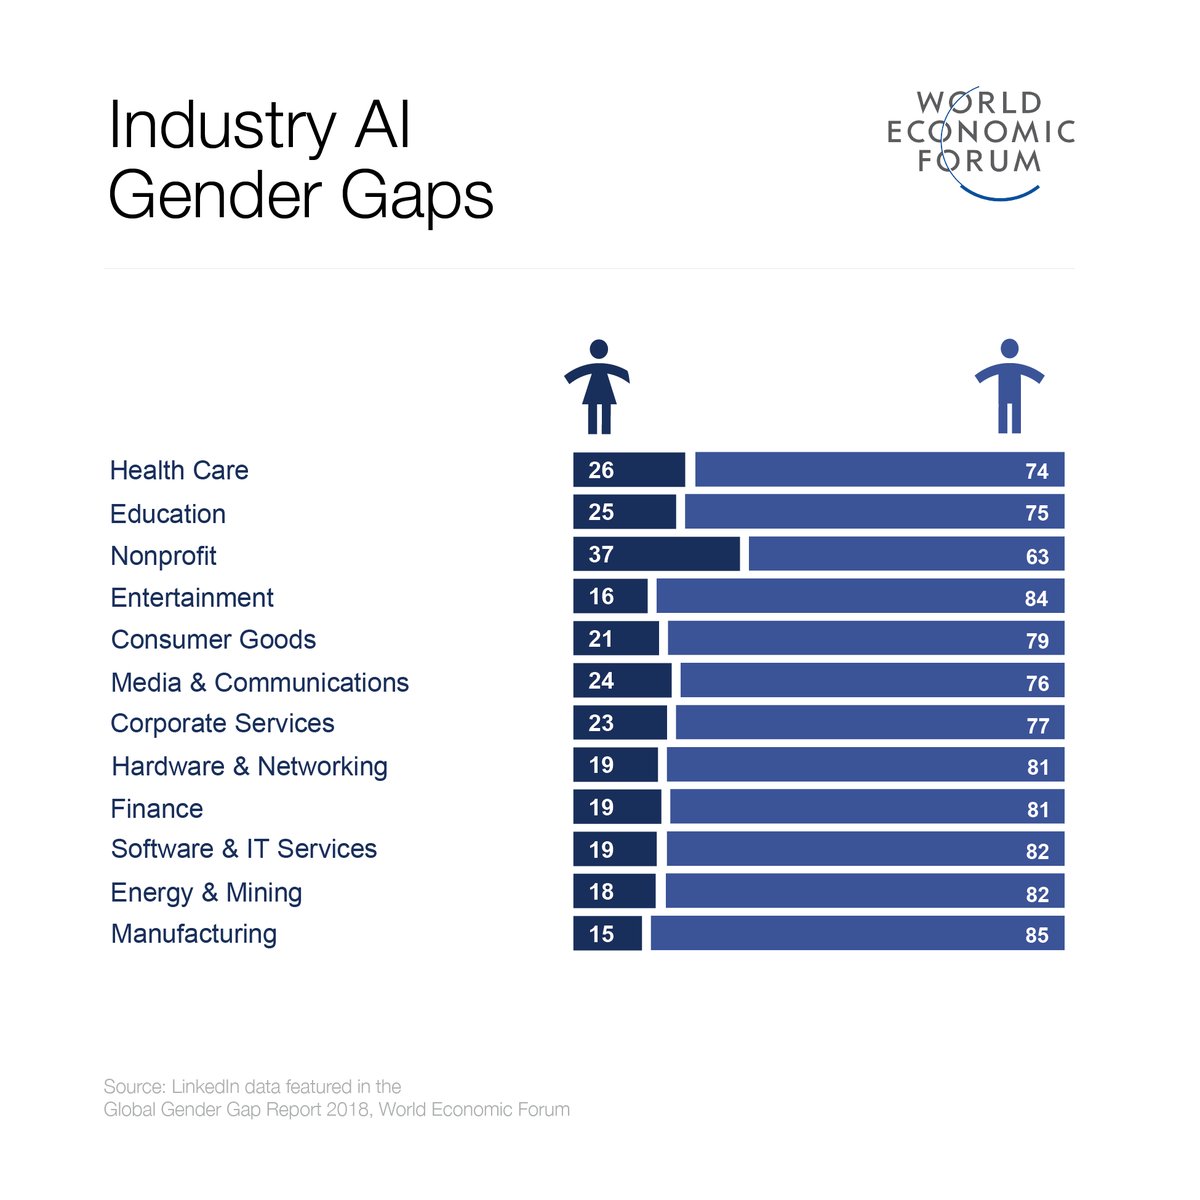 Industry AI
Gender Gaps
WORLD
ECONOMIC
FORUM
Health Care 26 74
Education 25 75
Nonprofit 37 63
Entertainment 16 84
Consumer Goods 21 79
Media & Communications 24 76
Corporate Services 23 77
Hardware & Networking 19 81
Finance 19 81
Software & IT Services 19 82
Energy & Mining 18 82
Manufacturing 15 85
Source: LinkedIn data featured in the
Global Gender Gap Report 2018, World Economic Forum